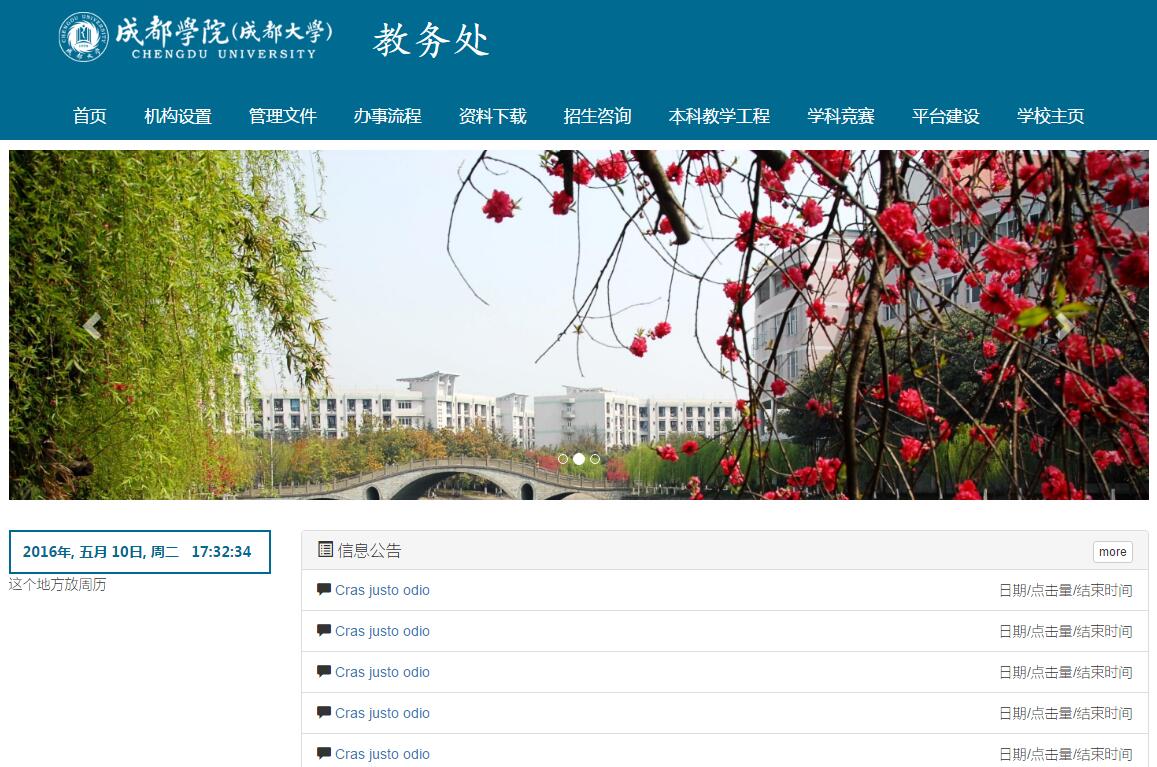 成都學院(成都大學)
CHENGDU UNIVERSITY
教务处
首页 机构设置 管理文件 办事流程 资料下载 招生咨询 本科教学工程 学科竞赛 平台建设 学校主页
2016年, 五月 10日, 周二 17:32:34
这个地方放周历
信息公告 more
Cras justo odio 日期/点击量/结束时间
Cras justo odio 日期/点击量/结束时间
Cras justo odio 日期/点击量/结束时间
Cras justo odio 日期/点击量/结束时间
Cras justo odio 日期/点击量/结束时间